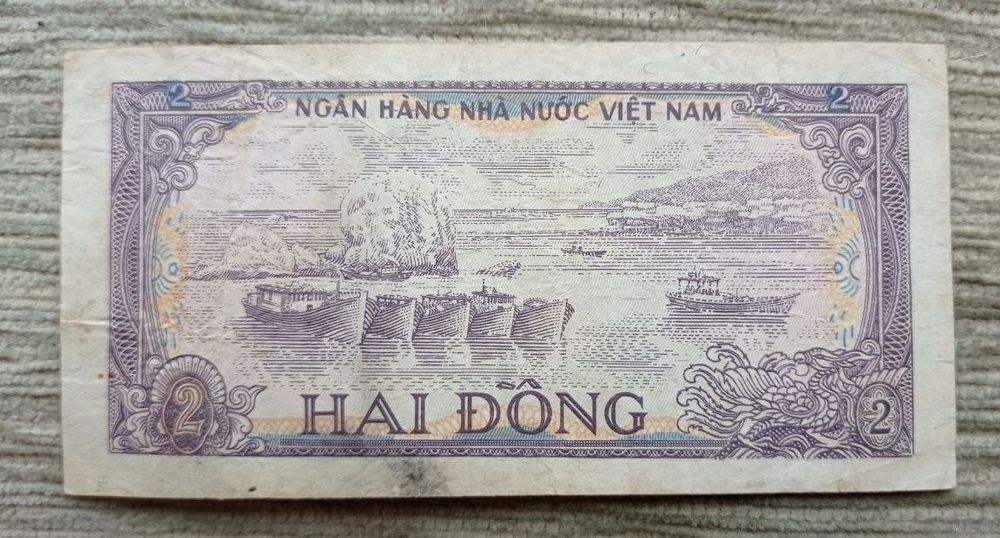 2 2
NGÂN HÀNG NHÀ NƯỚC VIỆT NAM
HAI ĐỒNG
2 2